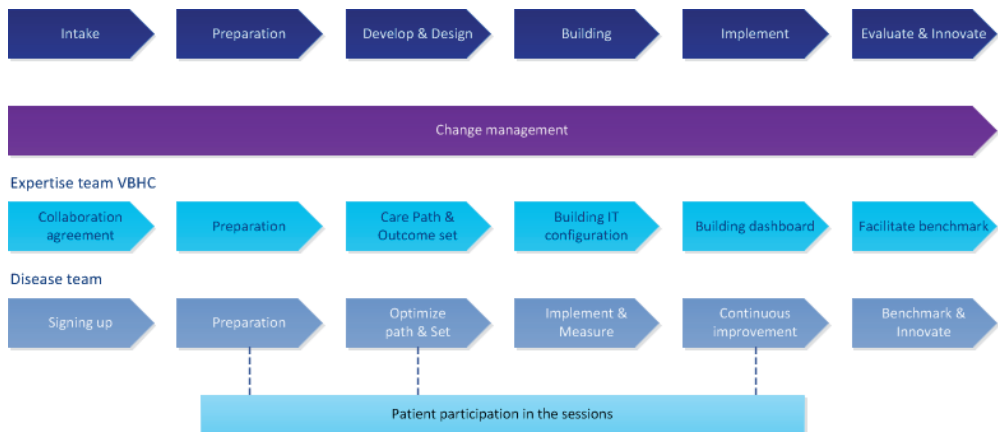 Intake
Preparation
Develop & Design
Building
Implement
Evaluate & Innovate
Change management
Expertise team VBHC
Collaboration
agreement
Preparation
Care Path &
Outcome set
Building IT
configuration
Building dashboard
Facilitate benchmark
Disease team
Signing up
Preparation
Optimize
path & Set
Implement &
Measure
Continuous
improvement
Benchmark &
Innovate
Patient participation in the sessions